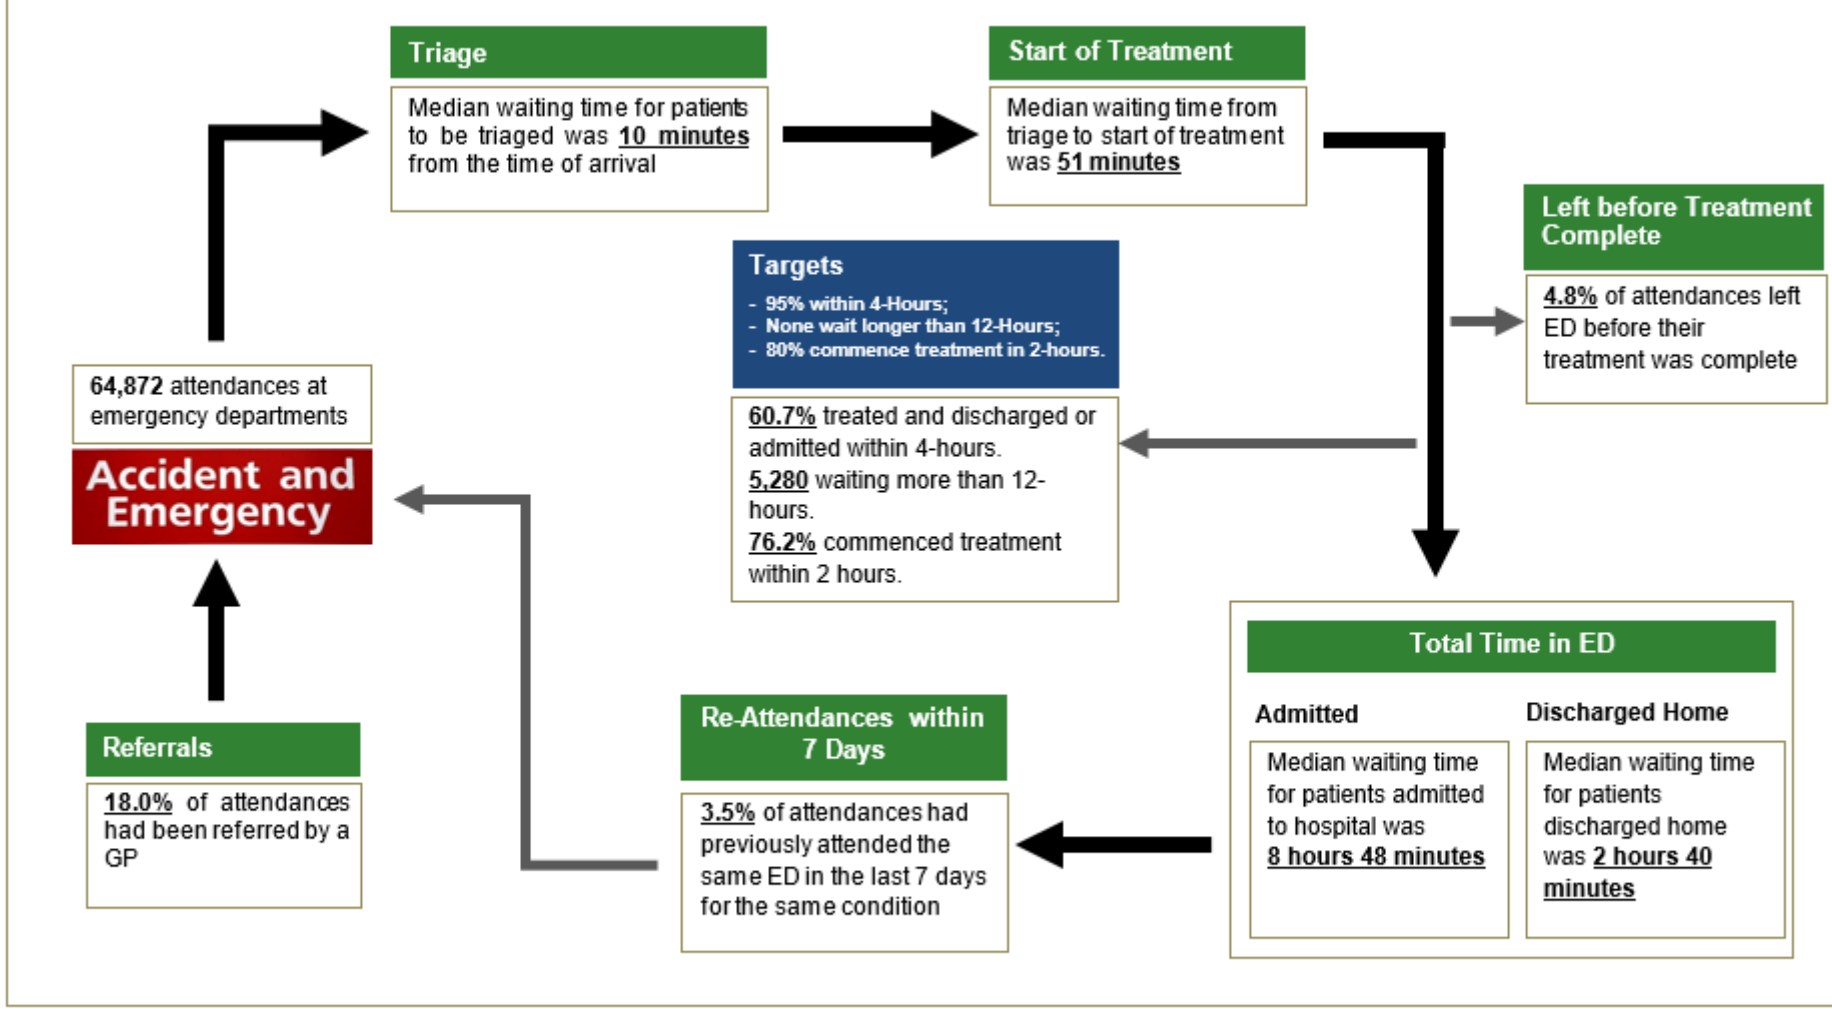 Triage
Median waiting time for patients
to be triaged was 10 minutes
from the time of arrival
Start of Treatment
Median waiting time from
triage to start of treatment
was 51 minutes
Left before Treatment
Complete
4.8% of attendances left
ED before their
treatment was complete
Targets
- 95% within 4-Hours;
- None wait longer than 12-Hours;
- 80% commence treatment in 2-hours.
60.7% treated and discharged or
admitted within 4-hours.
5,280 waiting more than 12-
hours.
76.2% commenced treatment
within 2 hours.
64,872 attendances at
emergency departments
Accident and
Emergency
Referrals
18.0% of attendances
had been referred by a
GP
Re-Attendances within
7 Days
3.5% of attendances had
previously attended the
same ED in the last 7 days
for the same condition
Total Time in ED
Admitted
Median waiting time
for patients admitted
to hospital was
8 hours 48 minutes
Discharged Home
Median waiting time
for patients
discharged home
was 2 hours 40
minutes